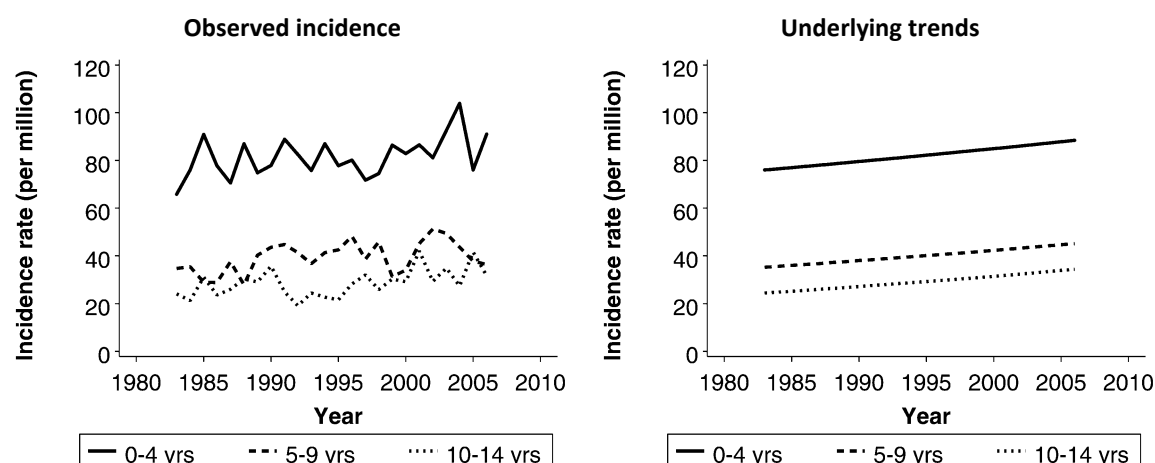 Observed incidence
Incidence rate (per million)
120
100
80
60
40
20
0
1980 1985 1990 1995 2000 2005 2010
Year
0-4 yrs 5-9 yrs 10-14 yrs
Underlying trends
Incidence rate (per million)
120
100
80
60
40
20
0
1980 1985 1990 1995 2000 2005 2010
Year
0-4 yrs 5-9 yrs 10-14 yrs